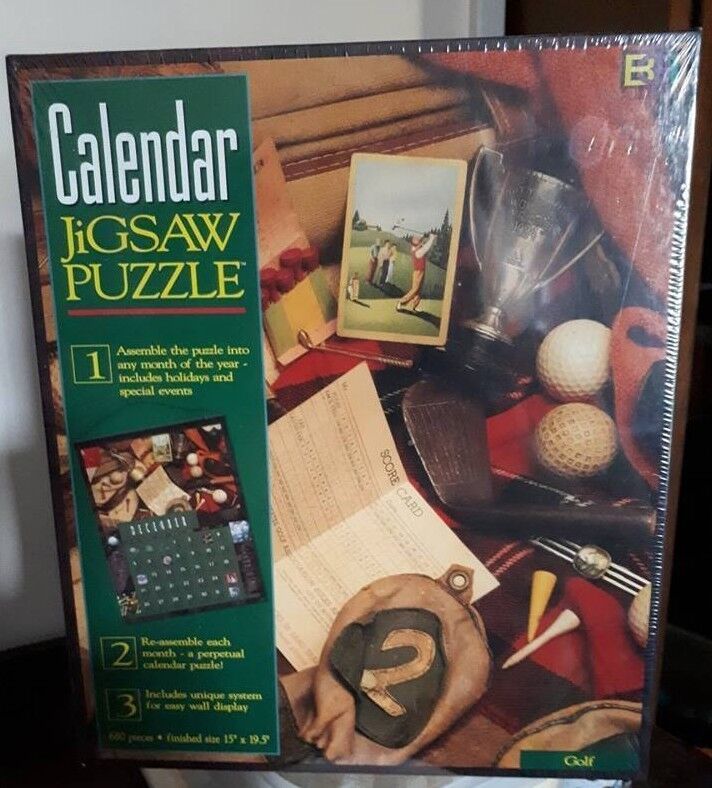 Calendar
JiGSAW
PUZZLE™
1
Assemble the puzzle into
any month of the year -
includes holidays and
special events
DECEMBER
2
Re-assemble each
month - a perpetual
calendar puzzle!
3
Includes unique system
for easy wall display
680 pieces • finished size 15" x 19.5"
SCORE CARD
2
Golf